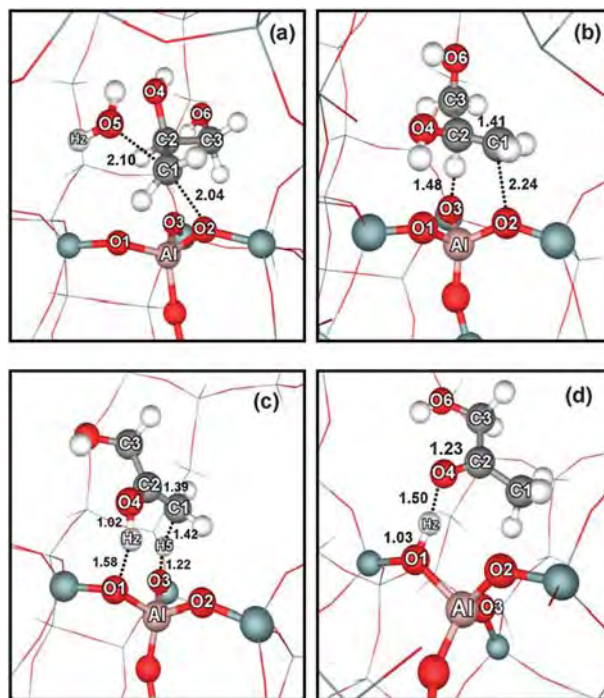 (a)
O4
O6
O5
Hz
C2
C3
2.10
C1
2.04
O3
O2
O1
Al
(b)
O6
C3
1.41
O4
C2
C1
1.48
2.24
O3
O1
O2
Al
(c)
C3
C2
1.39
O4
C1
1.02
1.42
Hz
H5
1.58
1.22
O3
O1
O2
Al
(d)
O6
C3
1.23
C2
O4
C1
1.50
Hz
1.03
O1
O2
Al
O3